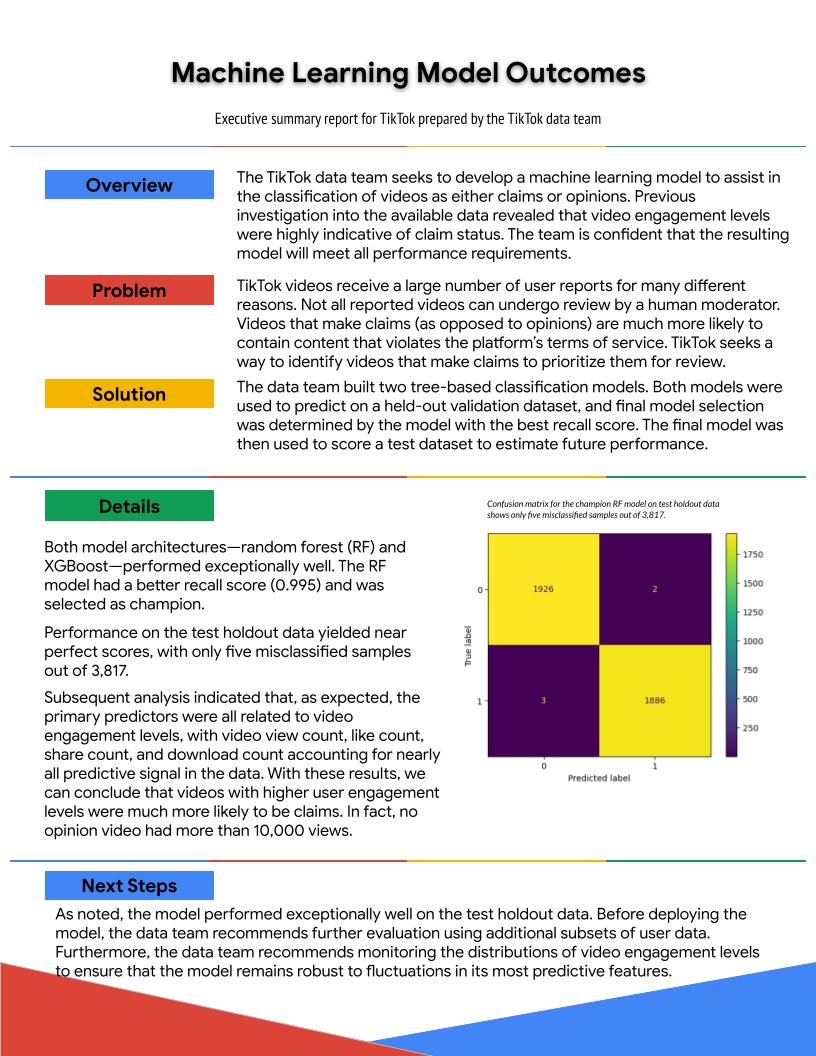 Machine Learning Model Outcomes
Executive summary report for TikTok prepared by the TikTok data team
Overview
The TikTok data team seeks to develop a machine learning model to assist in
the classification of videos as either claims or opinions. Previous
investigation into the available data revealed that video engagement levels
were highly indicative of claim status. The team is confident that the resulting
model will meet all performance requirements.
Problem
TikTok videos receive a large number of user reports for many different
reasons. Not all reported videos can undergo review by a human moderator.
Videos that make claims (as opposed to opinions) are much more likely to
contain content that violates the platform's terms of service. TikTok seeks a
way to identify videos that make claims to prioritize them for review.
Solution
The data team built two tree-based classification models. Both models were
used to predict on a held-out validation dataset, and final model selection
was determined by the model with the best recall score. The final model was
then used to score a test dataset to estimate future performance.
Details
Both model architectures—random forest (RF) and
XGBoost—performed exceptionally well. The RF
model had a better recall score (0.995) and was
selected as champion.
Performance on the test holdout data yielded near
perfect scores, with only five misclassified samples
out of 3,817.
Subsequent analysis indicated that, as expected, the
primary predictors were all related to video
engagement levels, with video view count, like count,
share count, and download count accounting for nearly
all predictive signal in the data. With these results, we
can conclude that videos with higher user engagement
levels were much more likely to be claims. In fact, no
opinion video had more than 10,000 views.
Confusion matrix for the champion RF model on test holdout data
shows only five misclassified samples out of 3,817.
True label
0
1926
2
1
3
1886
0
1
Predicted label
1750
1500
1250
1000
750
500
250
Next Steps
As noted, the model performed exceptionally well on the test holdout data. Before deploying the
model, the data team recommends further evaluation using additional subsets of user data.
Furthermore, the data team recommends monitoring the distributions of video engagement levels
to ensure that the model remains robust to fluctuations in its most predictive features.